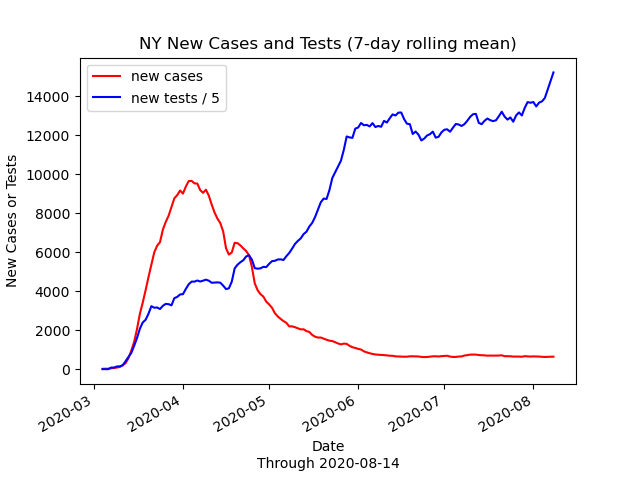 NY New Cases and Tests (7-day rolling mean)
new cases
new tests / 5
14000
12000
10000
8000
6000
4000
2000
0
New Cases or Tests
2020-03
2020-04
2020-05
2020-06
2020-07
2020-08
Date
Through 2020-08-14